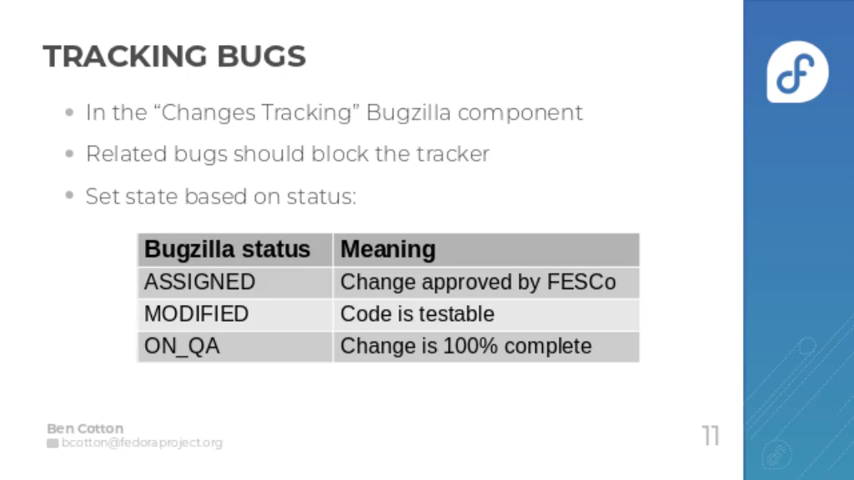 TRACKING BUGS
In the “Changes Tracking” Bugzilla component
Related bugs should block the tracker
Set state based on status:
Bugzilla status Meaning
ASSIGNED Change approved by FESCo
MODIFIED Code is testable
ON_QA Change is 100% complete
Ben Cotton
bcotton@fedoraproject.org
11